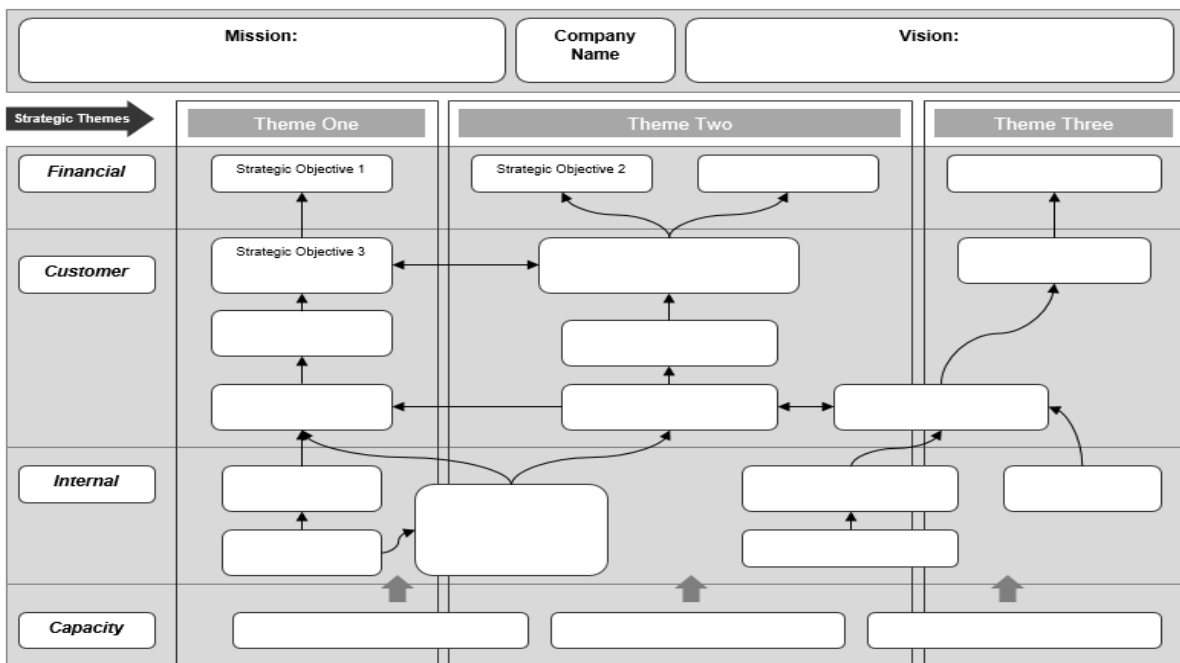 Mission:
Company
Name
Vision:
Strategic Themes
Theme One
Theme Two
Theme Three
Financial
Strategic Objective 1
Strategic Objective 2
Customer
Strategic Objective 3
Internal
Capacity